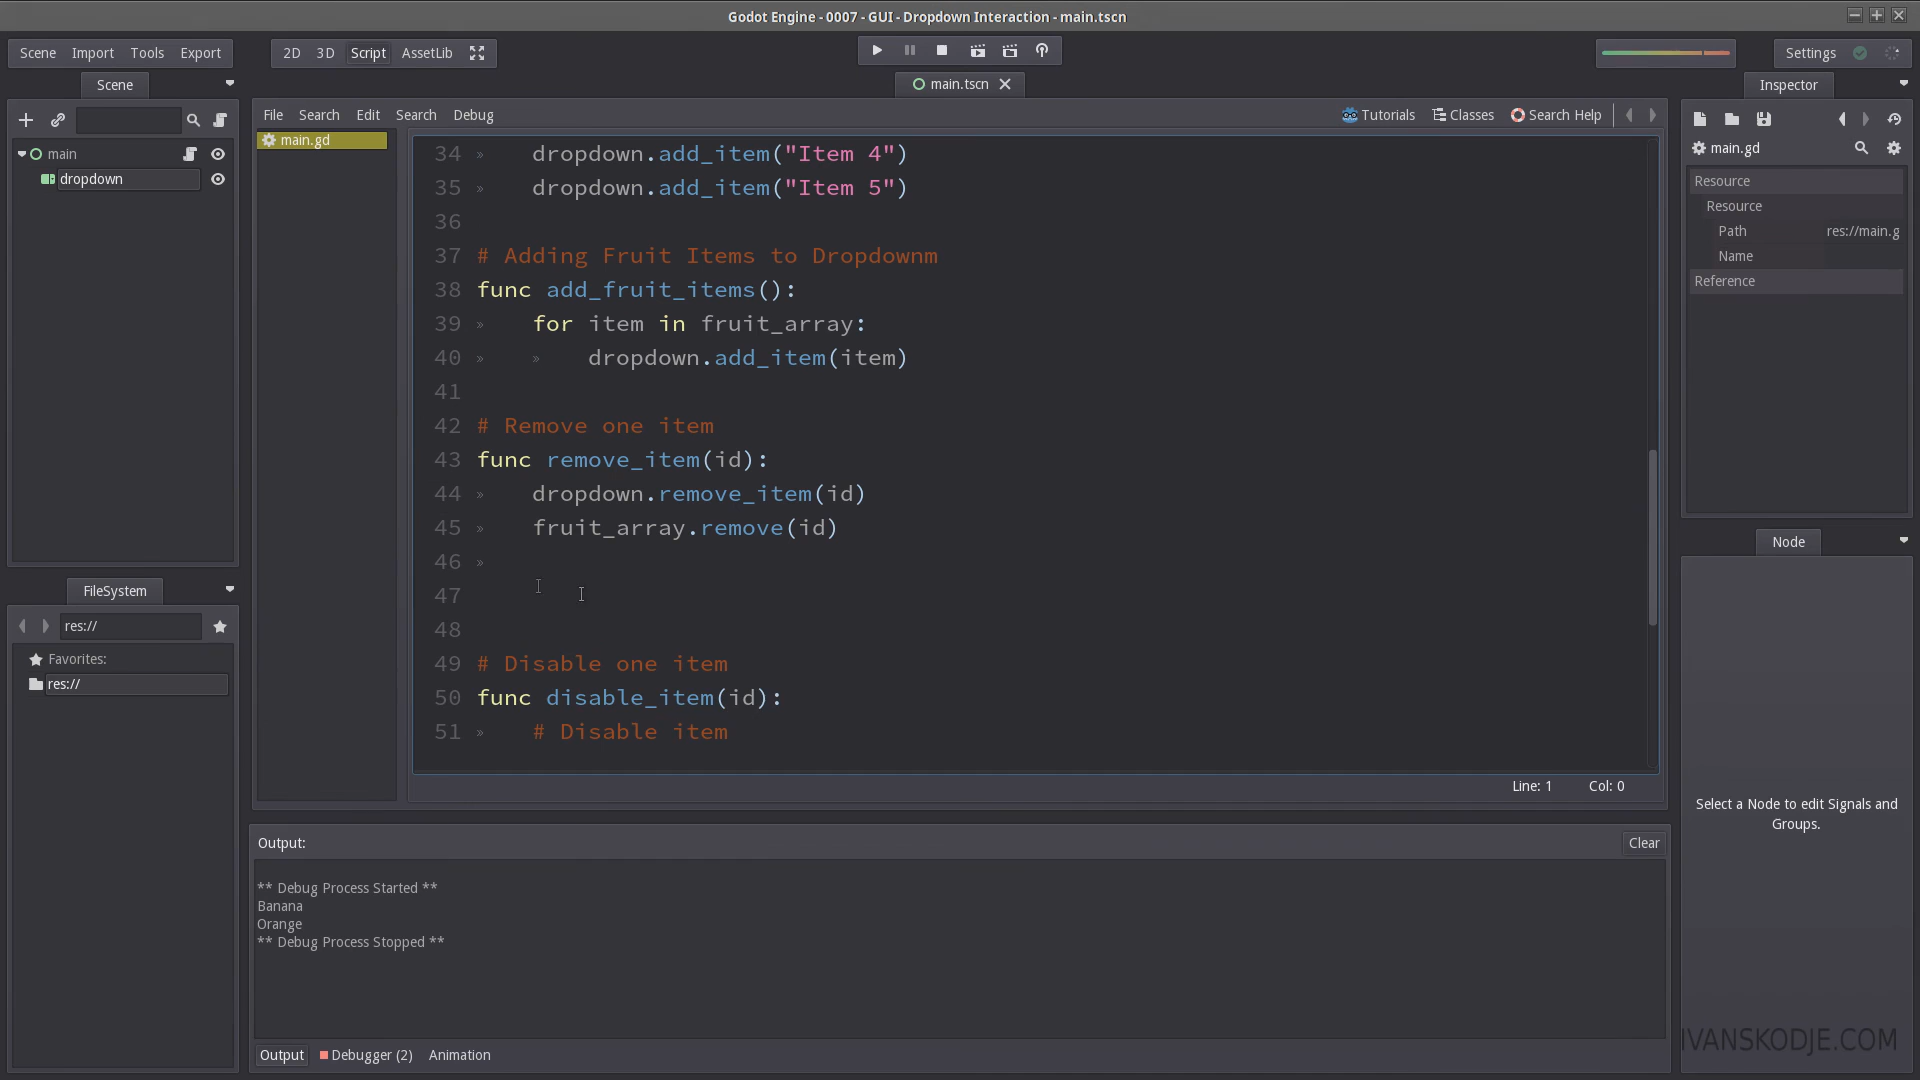 Godot Engine - 0007 - GUI - Dropdown Interaction - main.tscn
Scene Import Tools Export
2D 3D Script AssetLib
Settings
Scene
main.tscn
Inspector
File Search Edit Search Debug
Tutorials Classes Search Help
main
dropdown
main.gd
main.gd
Resource
Resource
Path res://main.g
Name
Reference
34 » dropdown.add_item("Item 4")
35 » dropdown.add_item("Item 5")
36
37 # Adding Fruit Items to Dropdownm
38 func add_fruit_items():
39 » for item in fruit_array:
40 » » dropdown.add_item(item)
41
42 # Remove one item
43 func remove_item(id):
44 » dropdown.remove_item(id)
45 » fruit_array.remove(id)
46 »
47
48
49 # Disable one item
50 func disable_item(id):
51 » # Disable item
Line: 1 Col: 0
FileSystem
res://
Favorites:
res://
Node
Select a Node to edit Signals and
Groups.
Output:
Clear
** Debug Process Started **
Banana
Orange
** Debug Process Stopped **
Output Debugger (2) Animation
IVANSKODJE.COM